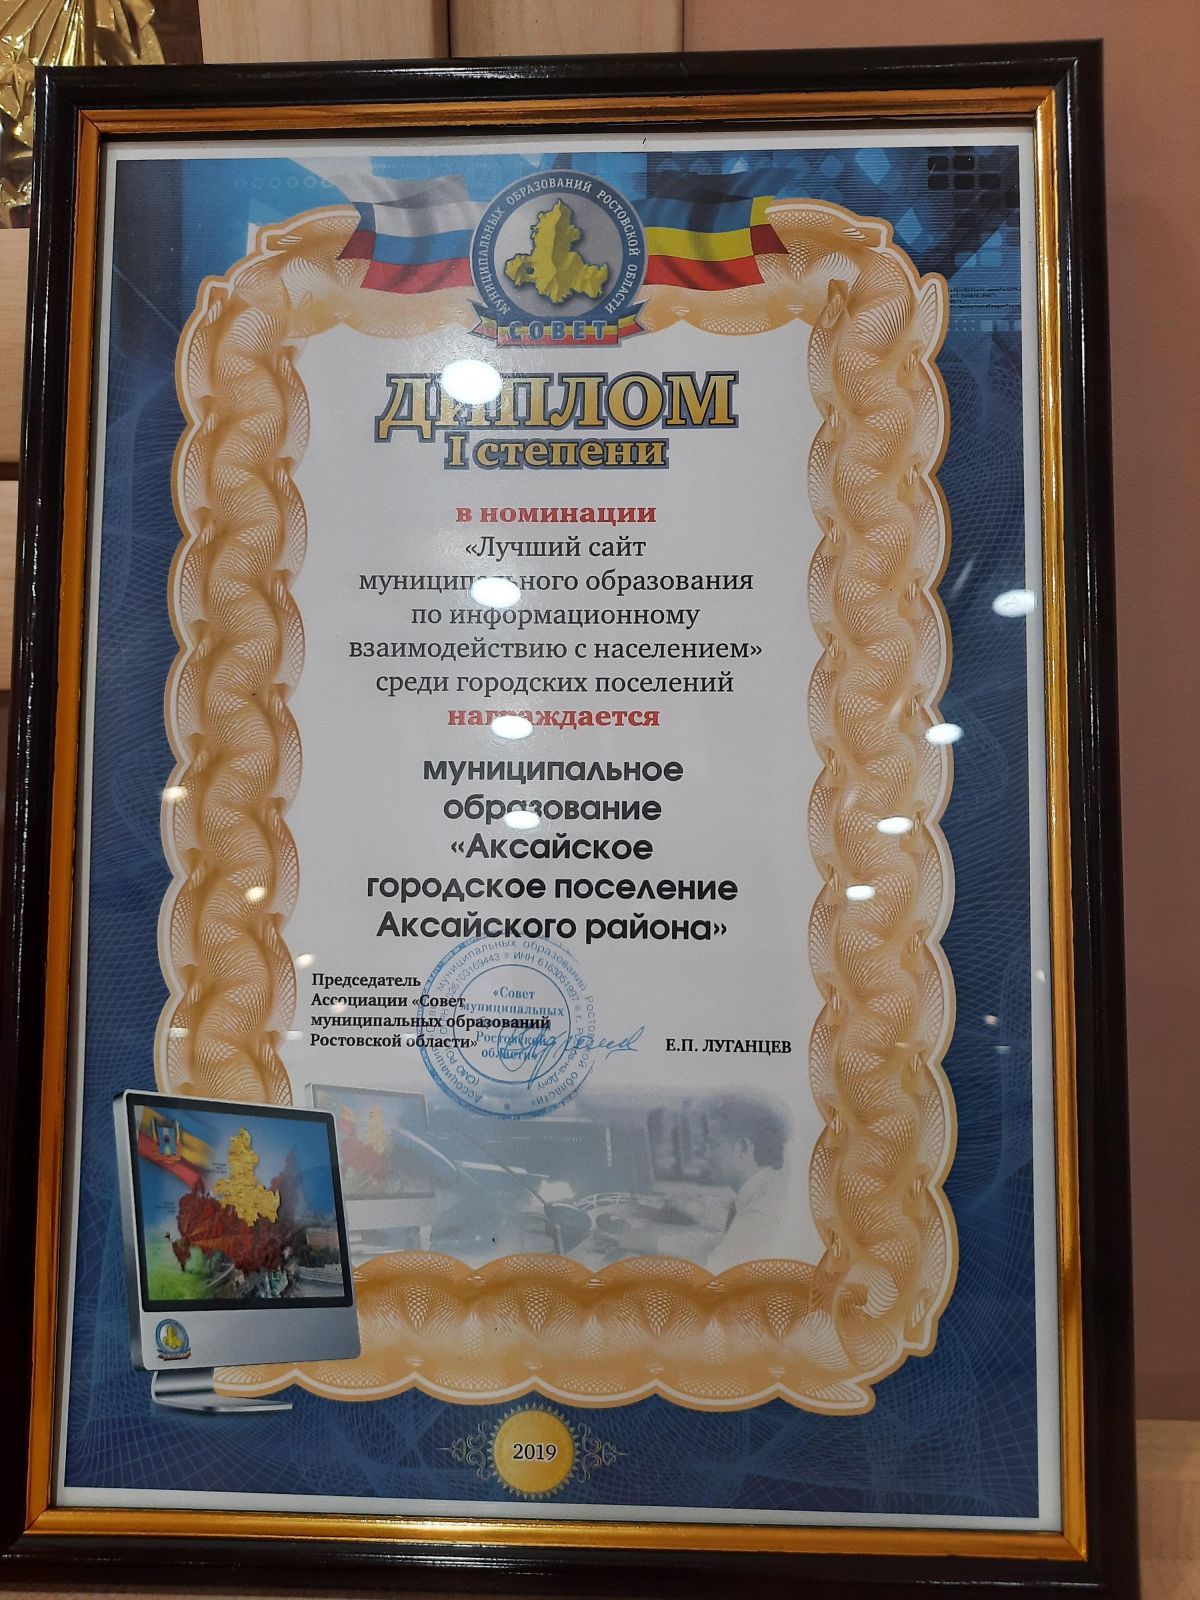 МУНИЦИПАЛЬНЫХ ОБРАЗОВАНИЙ РОСТОВСКОЙ ОБЛАСТИ
СОВЕТ
ДИПЛОМ
I степени
в номинации
«Лучший сайт
муниципального образования
по информационному
взаимодействию с населением»
среди городских поселений
награждается
муниципальное
образование
«Аксайское
городское поселение
Аксайского района»
Председатель
Ассоциации «Совет
муниципальных образований
Ростовской области»
Е.П. ЛУГАНЦЕВ
«Совет
муниципальных
Ростовской
области»
2019